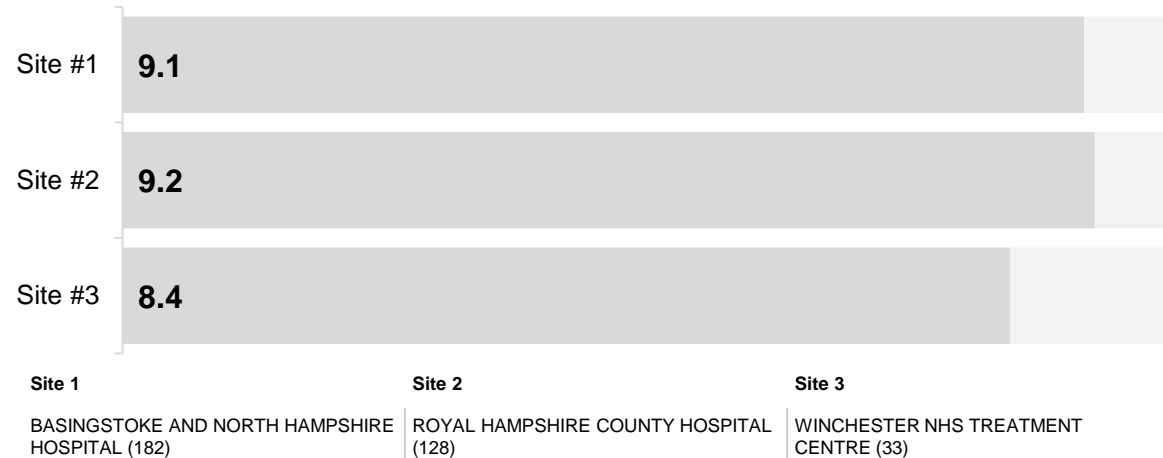 Site #1
9.1
Site #2
9.2
Site #3
8.4
Site 1
BASINGSTOKE AND NORTH HAMPSHIRE
HOSPITAL (182)
Site 2
ROYAL HAMPSHIRE COUNTY HOSPITAL
(128)
Site 3
WINCHESTER NHS TREATMENT
CENTRE (33)